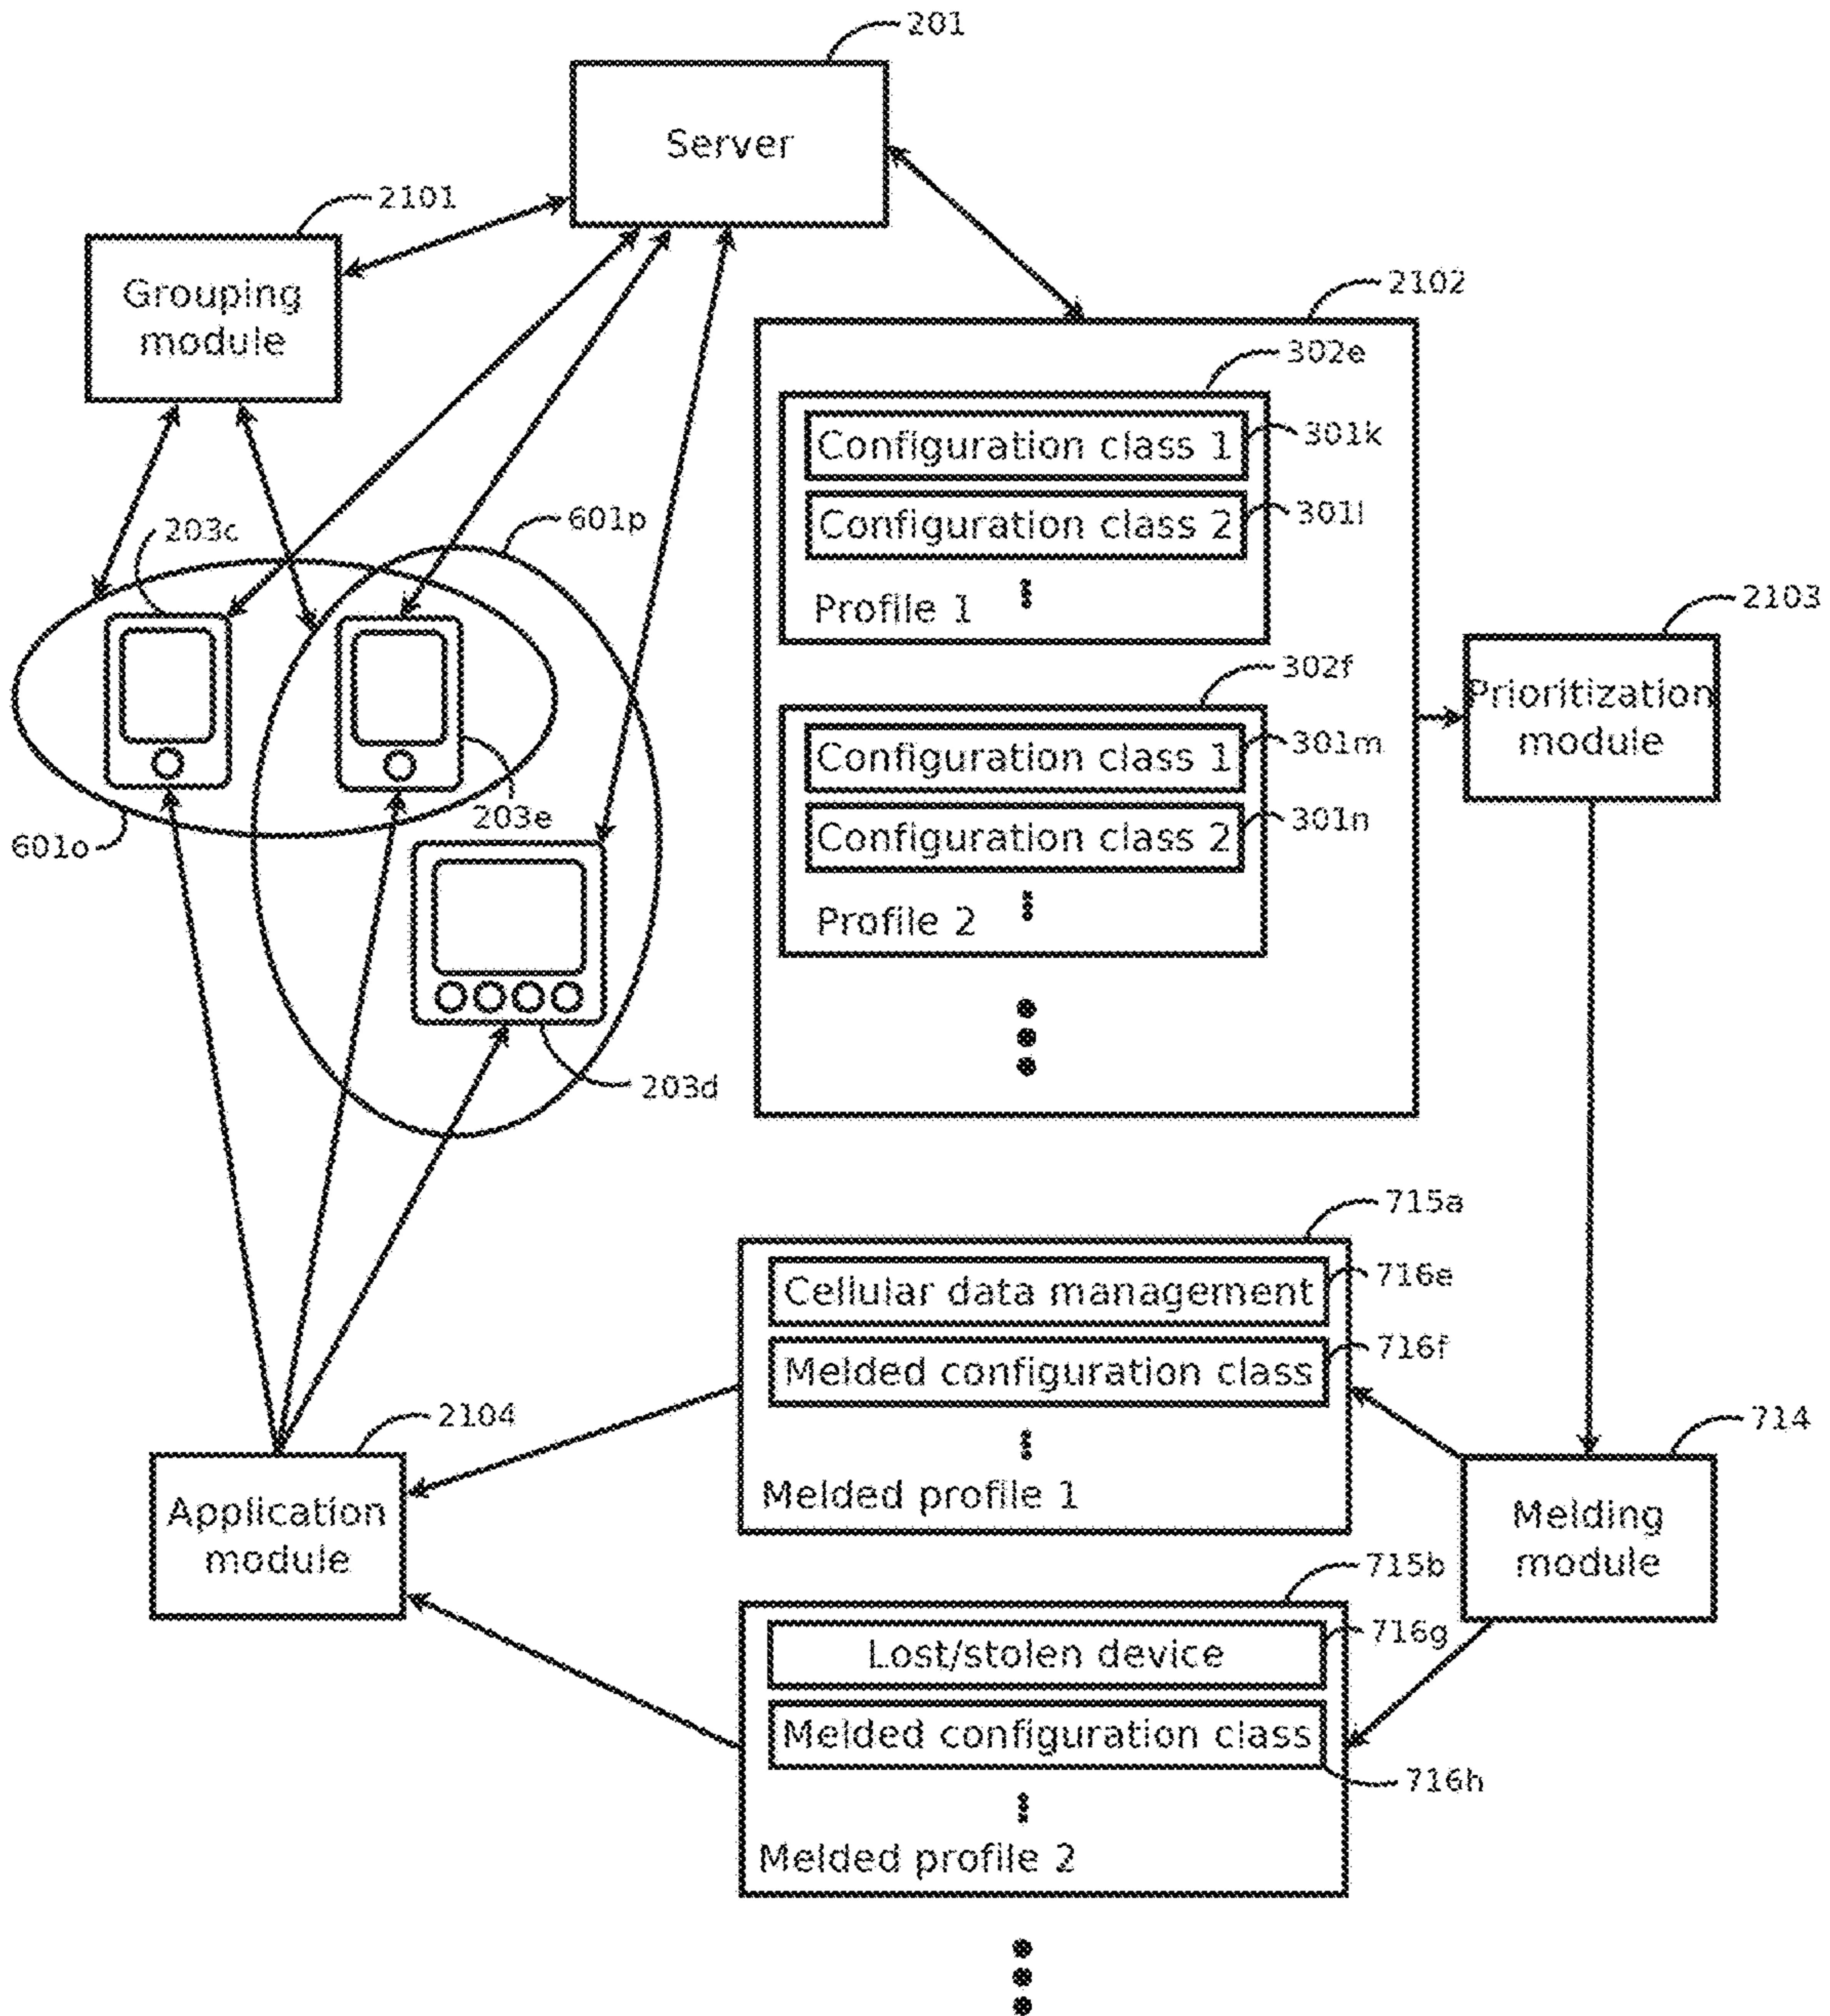 201
Server
2101
Grouping
module
2102
302e
Configuration class 1
301k
Configuration class 2
301l
Profile 1
203c
601p
2103
Prioritization
module
302f
Configuration class 1
301m
Configuration class 2
301n
Profile 2
203e
601o
203d
715a
Cellular data management
716e
Melded configuration class
716f
Melded profile 1
2104
Application
module
714
Melding
module
715b
Lost/stolen device
716g
Melded configuration class
716h
Melded profile 2